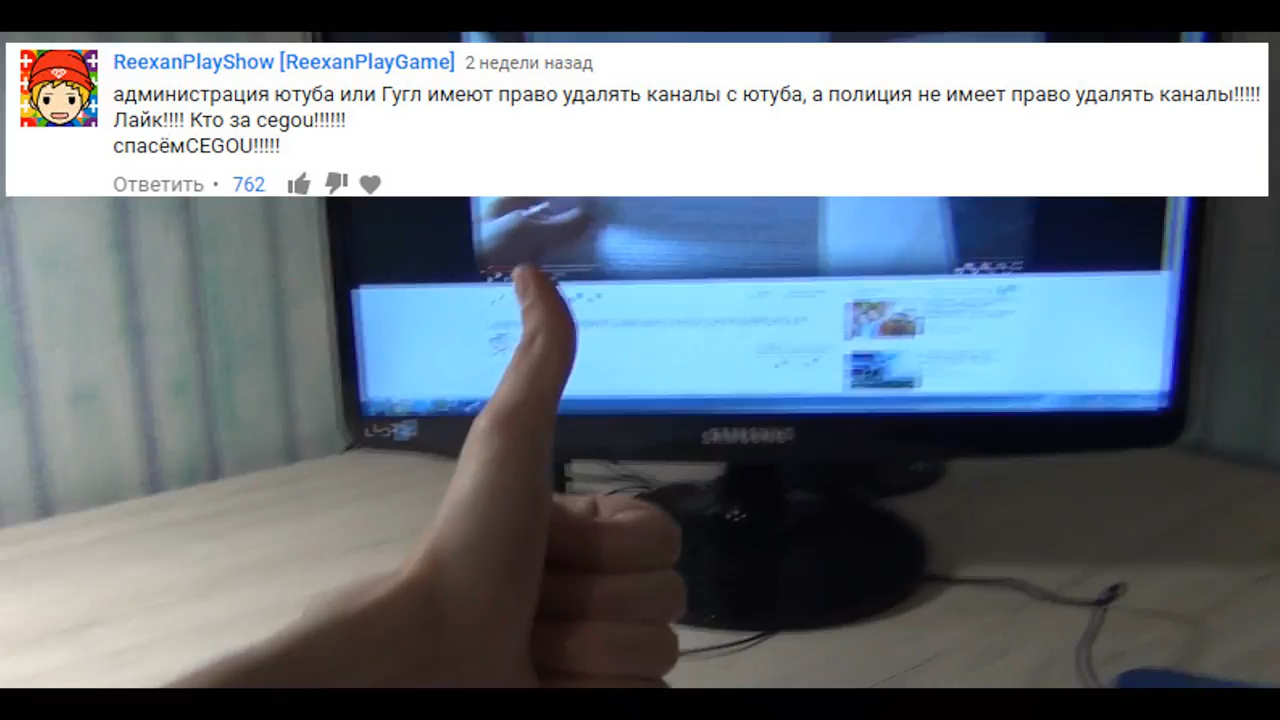 ReexanPlayShow [ReexanPlayGame] 2 недели назад
администрация ютуба или Гугл имеют право удалять каналы с ютуба, а полиция не имеет право удалять каналы!!!!!
Лайк!!!! Кто за cegou!!!!!!
спасёмCEGOU!!!!!
Ответить • 762
SAMSUNG